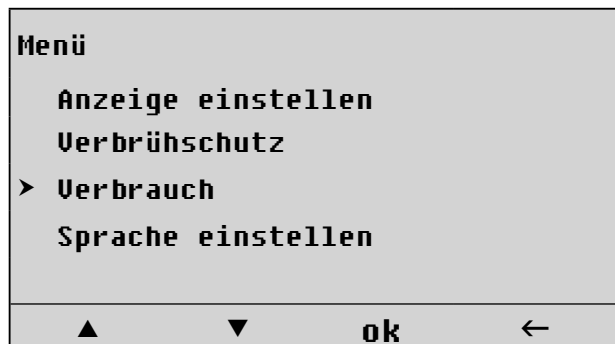 Menü
Anzeige einstellen
Verbrühschutz
➤ Verbrauch
Sprache einstellen
▲ ▼ ok ←